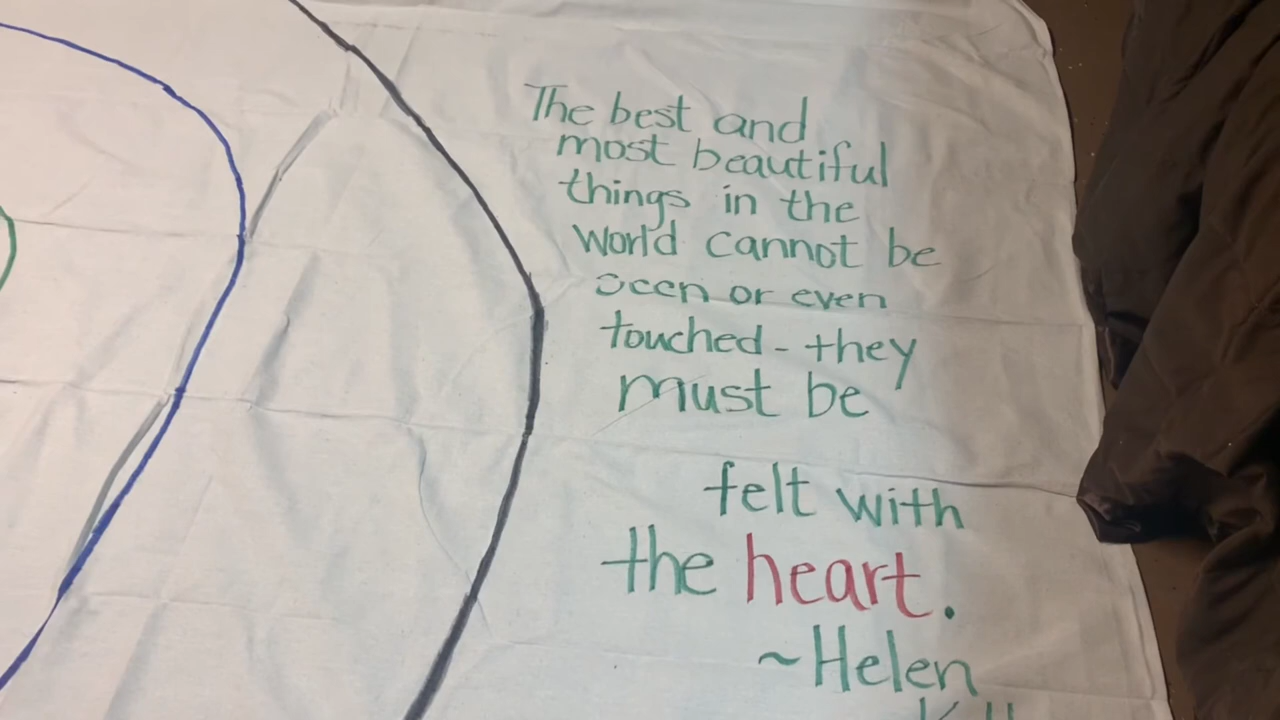 The best and
most beautiful
things in the
world cannot be
seen or even
touched - they
must be
felt with
the heart.
~Helen